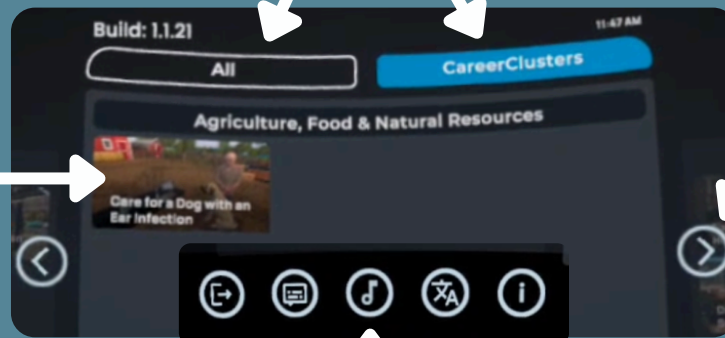 Build: 1.1.21
11:47 AM
All
CareerClusters
Agriculture, Food & Natural Resources
Care for a Dog with an
Ear Infection